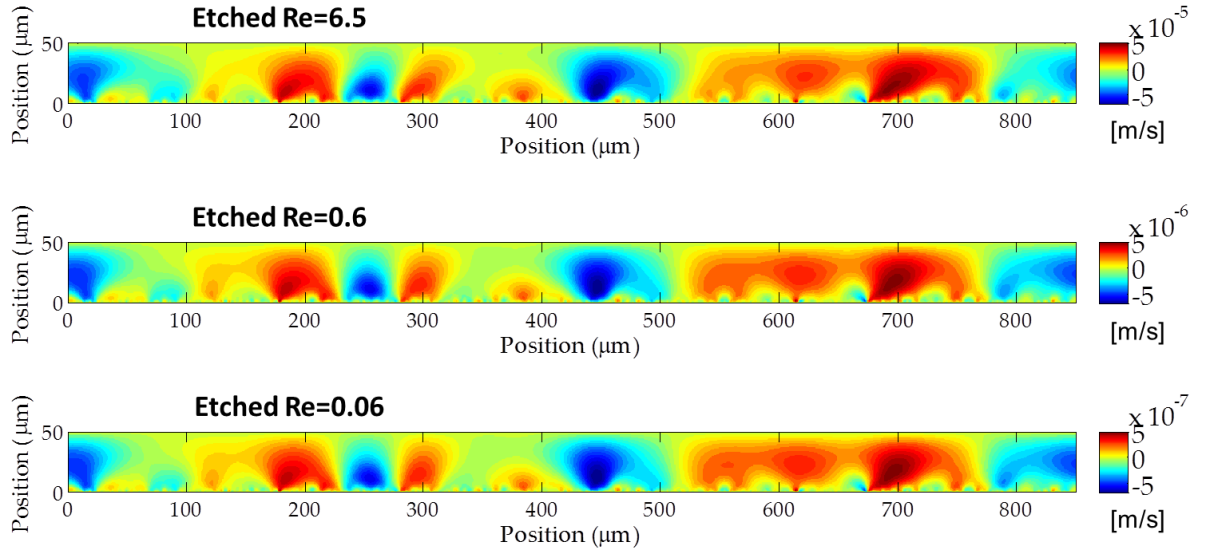 Etched Re=6.5
x 10^-5
Position (μm)
50
0
5
0
-5
0 100 200 300 400 500 600 700 800
Position (μm)
[m/s]
Etched Re=0.6
x 10^-6
Position (μm)
50
0
5
0
-5
0 100 200 300 400 500 600 700 800
Position (μm)
[m/s]
Etched Re=0.06
x 10^-7
Position (μm)
50
0
5
0
-5
0 100 200 300 400 500 600 700 800
Position (μm)
[m/s]